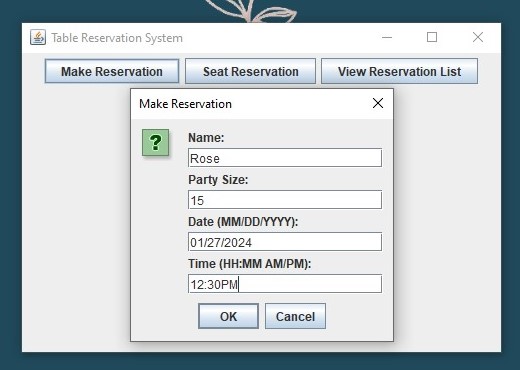 Table Reservation System
Make Reservation Seat Reservation View Reservation List
Make Reservation
?
Name:
Rose
Party Size:
15
Date (MM/DD/YYYY):
01/27/2024
Time (HH:MM AM/PM):
12:30PM
OK Cancel